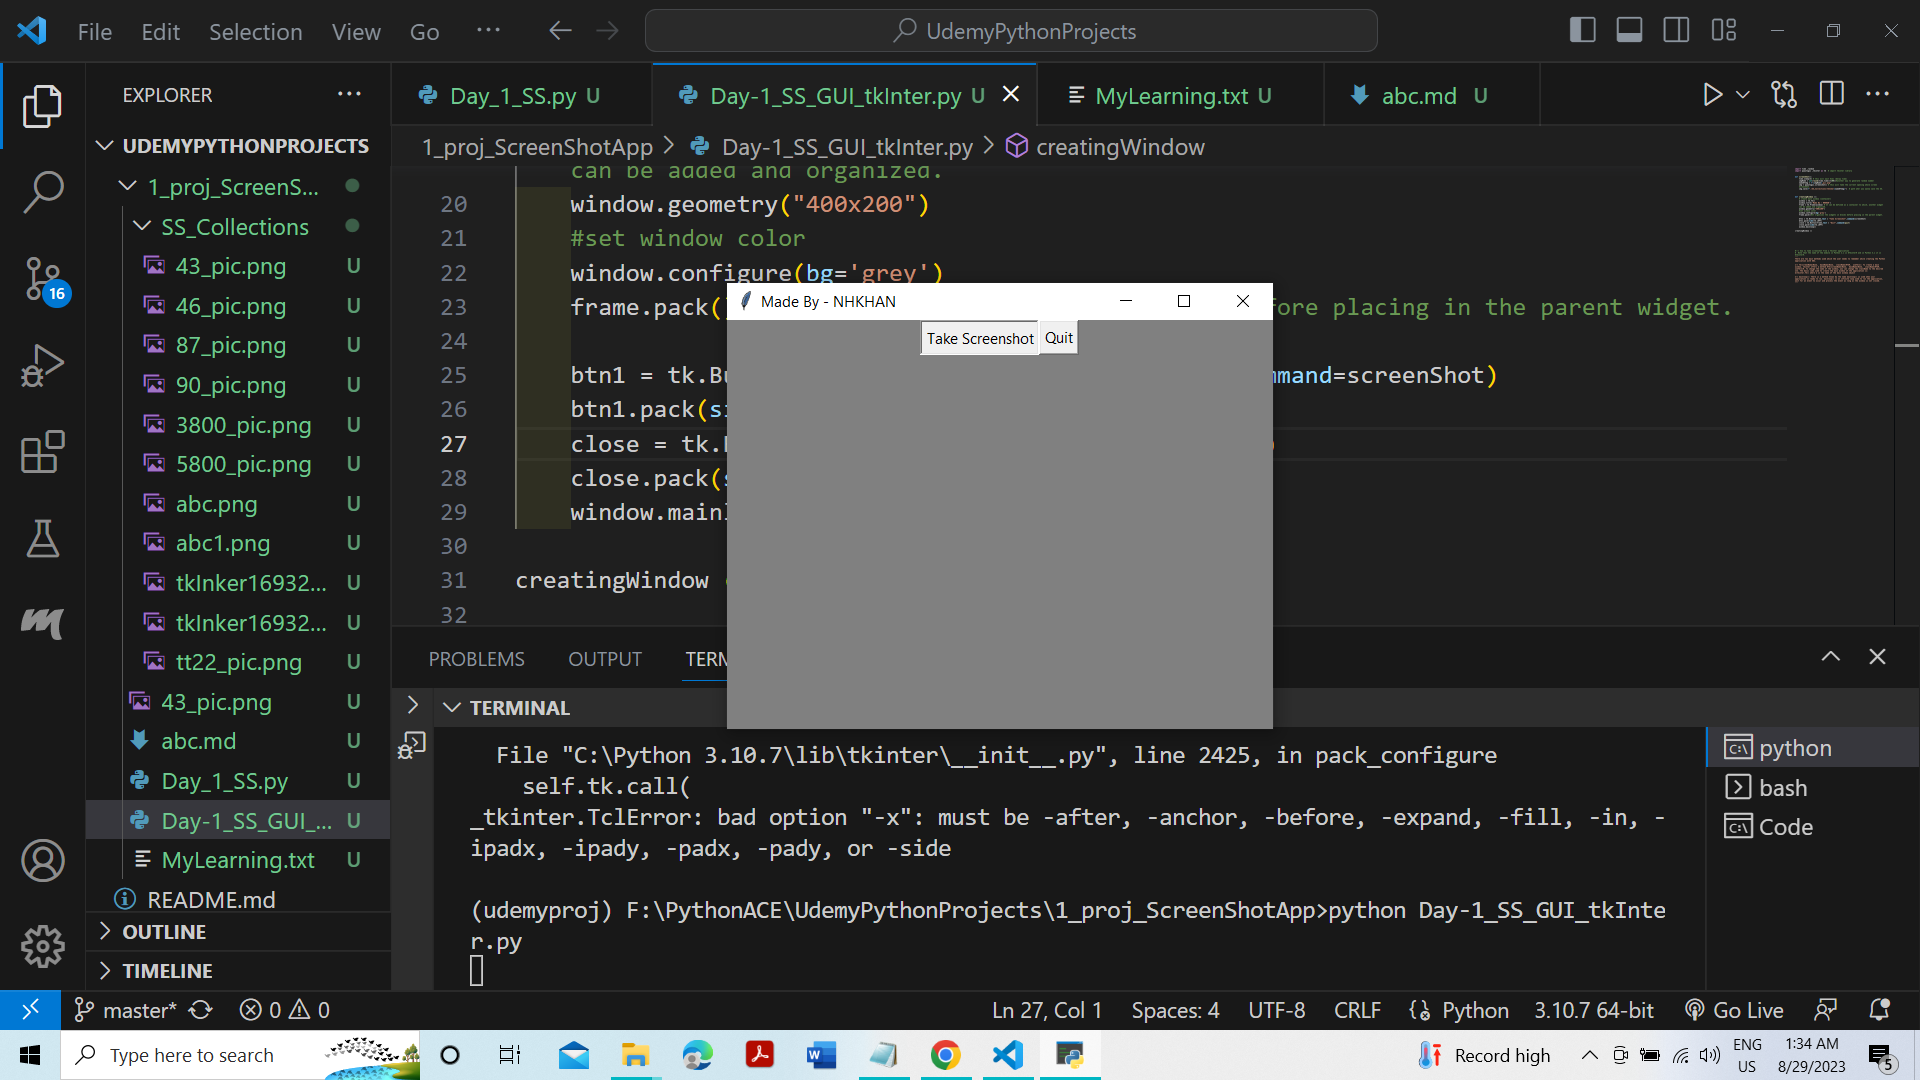 File Edit Selection View Go ··· UdemyPythonProjects
EXPLORER ···
Day_1_SS.py U Day-1_SS_GUI_tkInter.py U MyLearning.txt U abc.md U
UDEMYPYTHONPROJECTS
1_proj_ScreenShotApp > Day-1_SS_GUI_tkInter.py > creatingWindow
1_proj_ScreenS...
SS_Collections
43_pic.png U
46_pic.png U
87_pic.png U
90_pic.png U
3800_pic.png U
5800_pic.png U
abc.png U
abc1.png U
tkInker16932... U
tkInker16932... U
tt22_pic.png U
43_pic.png U
abc.md U
Day_1_SS.py U
Day-1_SS_GUI_... U
MyLearning.txt U
README.md
OUTLINE
TIMELINE
16
can be added and organized.
20 window.geometry("400x200")
21 #set window color
22 window.configure(bg='grey')
23 frame.pack( ore placing in the parent widget.
24
25 btn1 = tk.Bu mmand=screenShot)
26 btn1.pack(si
27 close = tk.
28 close.pack(
29 window.main
30
31 creatingWindow
32
Made By - NHKHAN
Take Screenshot Quit
PROBLEMS OUTPUT TERM
TERMINAL
File "C:\Python 3.10.7\lib\tkinter\__init__.py", line 2425, in pack_configure
self.tk.call(
_tkinter.TclError: bad option "-x": must be -after, -anchor, -before, -expand, -fill, -in, -
ipadx, -ipady, -padx, -pady, or -side
(udemyproj) F:\PythonACE\UdemyPythonProjects\1_proj_ScreenShotApp>python Day-1_SS_GUI_tkInte
r.py
python
bash
Code
master* 0 0 Ln 27, Col 1 Spaces: 4 UTF-8 CRLF Python 3.10.7 64-bit Go Live
Type here to search
Record high
ENG
US
1:34 AM
8/29/2023
5